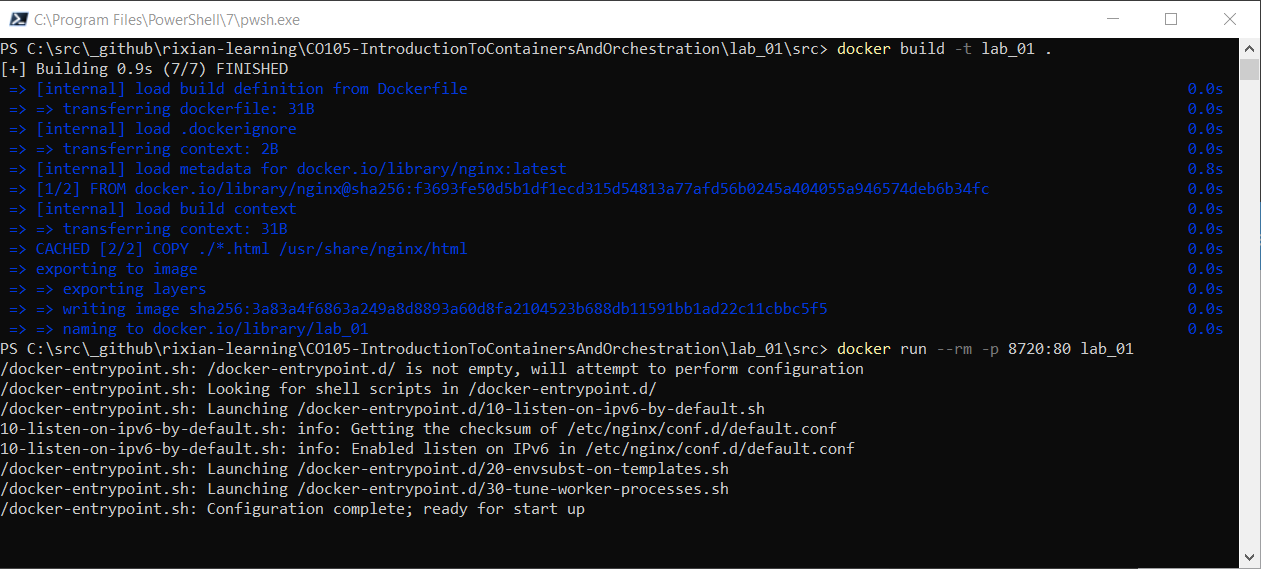 C:\Program Files\PowerShell\7\pwsh.exe
PS C:\src\_github\rixian-learning\CO105-IntroductionToContainersAndOrchestration\lab_01\src> docker build -t lab_01 .
[+] Building 0.9s (7/7) FINISHED
=> [internal] load build definition from Dockerfile 0.0s
=> => transferring dockerfile: 31B 0.0s
=> [internal] load .dockerignore 0.0s
=> => transferring context: 2B 0.0s
=> [internal] load metadata for docker.io/library/nginx:latest 0.8s
=> [1/2] FROM docker.io/library/nginx@sha256:f3693fe50d5b1df1ecd315d54813a77afd56b0245a404055a946574deb6b34fc 0.0s
=> [internal] load build context 0.0s
=> => transferring context: 31B 0.0s
=> CACHED [2/2] COPY ./*.html /usr/share/nginx/html 0.0s
=> exporting to image 0.0s
=> => exporting layers 0.0s
=> => writing image sha256:3a83a4f6863a249a8d8893a60d8fa2104523b688db11591bb1ad22c11cbbc5f5 0.0s
=> => naming to docker.io/library/lab_01 0.0s
PS C:\src\_github\rixian-learning\CO105-IntroductionToContainersAndOrchestration\lab_01\src> docker run --rm -p 8720:80 lab_01
/docker-entrypoint.sh: /docker-entrypoint.d/ is not empty, will attempt to perform configuration
/docker-entrypoint.sh: Looking for shell scripts in /docker-entrypoint.d/
/docker-entrypoint.sh: Launching /docker-entrypoint.d/10-listen-on-ipv6-by-default.sh
10-listen-on-ipv6-by-default.sh: info: Getting the checksum of /etc/nginx/conf.d/default.conf
10-listen-on-ipv6-by-default.sh: info: Enabled listen on IPv6 in /etc/nginx/conf.d/default.conf
/docker-entrypoint.sh: Launching /docker-entrypoint.d/20-envsubst-on-templates.sh
/docker-entrypoint.sh: Launching /docker-entrypoint.d/30-tune-worker-processes.sh
/docker-entrypoint.sh: Configuration complete; ready for start up